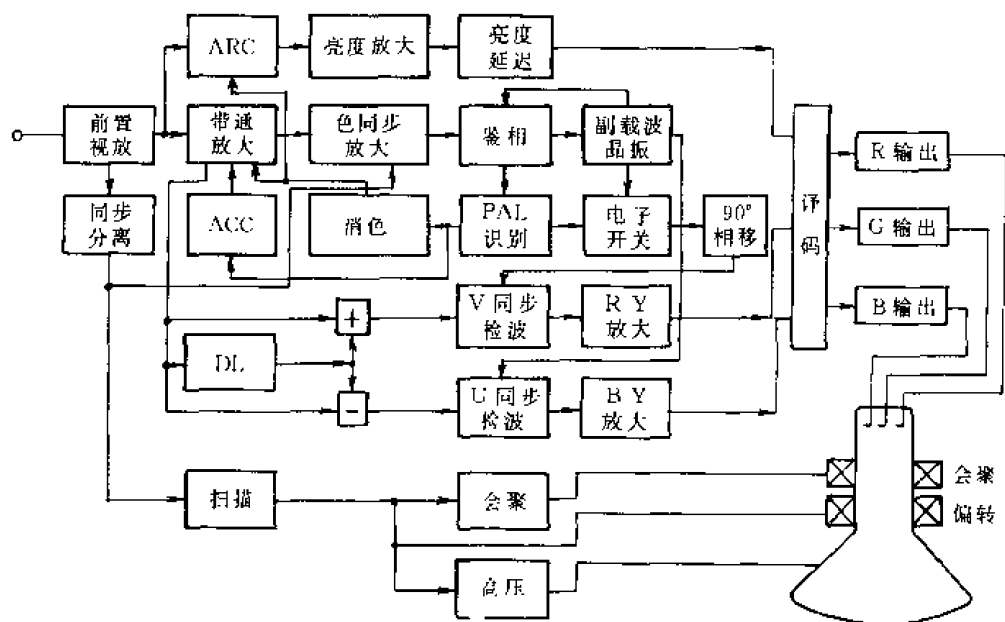 ARC
亮度放大
亮度
延迟
前置
视放
带通
放大
色同步
放大
鉴相
副载波
晶振
R输出
同步
分离
ACC
消色
PAL
识别
电子
开关
90°
相移
译
码
G输出
B输出
+
V同步
检波
R Y
放大
DL
-
U同步
检波
B Y
放大
扫描
会聚
会聚
偏转
高压